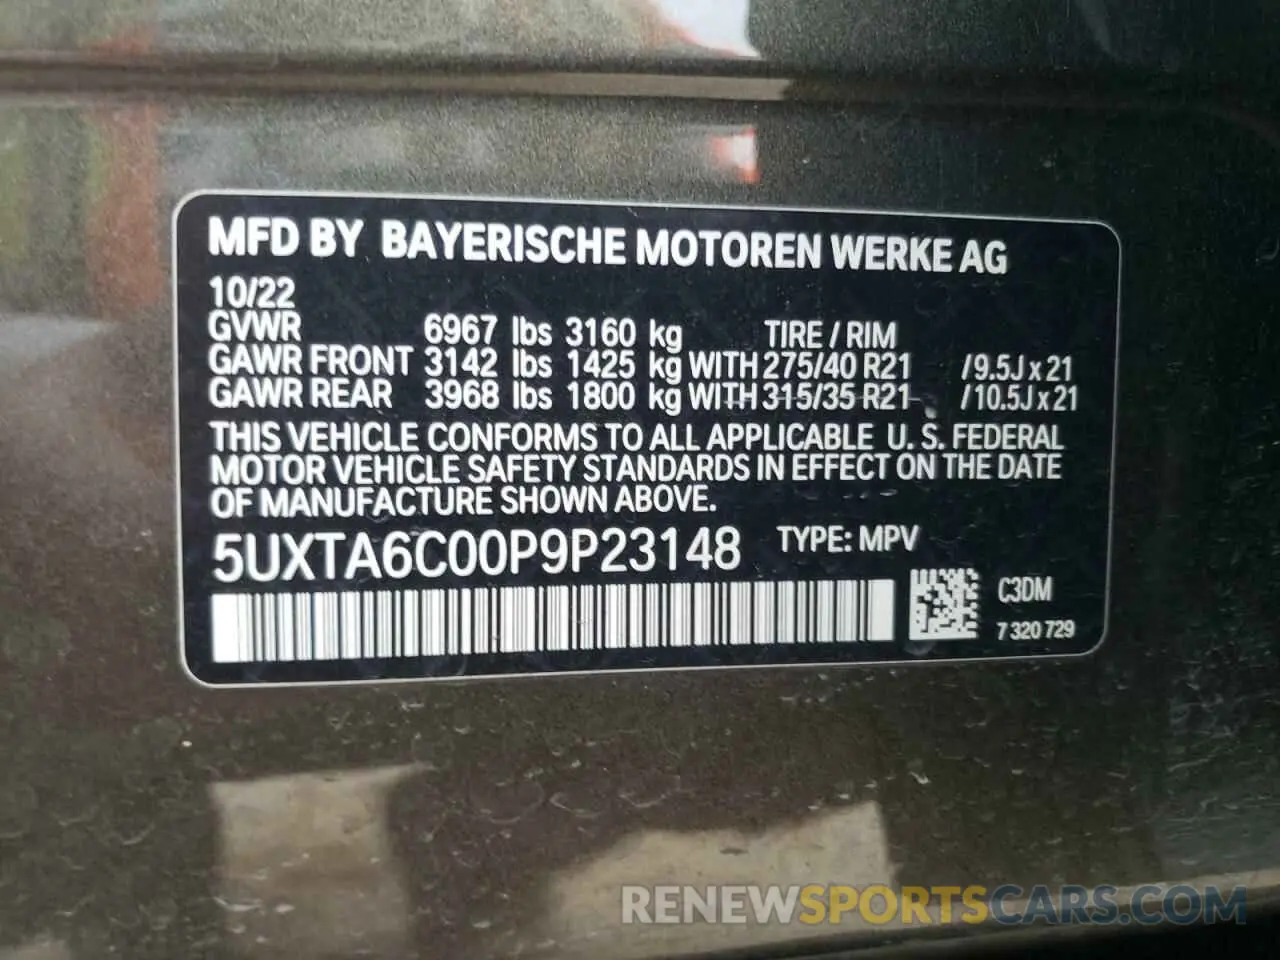 MFD BY BAYERISCHE MOTOREN WERKE AG
10/22
GVWR 6967 lbs 3160 kg TIRE / RIM
GAWR FRONT 3142 lbs 1425 kg WITH 275/40 R21 /9.5J x 21
GAWR REAR 3968 lbs 1800 kg WITH 315/35 R21 /10.5J x 21
THIS VEHICLE CONFORMS TO ALL APPLICABLE U. S. FEDERAL
MOTOR VEHICLE SAFETY STANDARDS IN EFFECT ON THE DATE
OF MANUFACTURE SHOWN ABOVE.
5UXTA6C00P9P23148 TYPE: MPV
C3DM
7 320 729
RENEWSPORTSCARS.COM